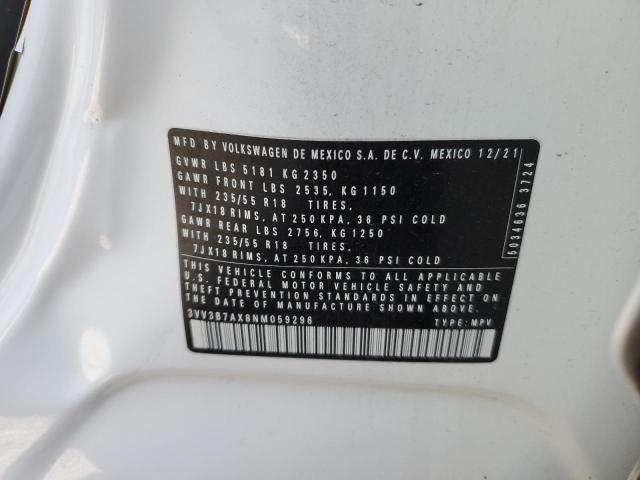 MFD BY VOLKSWAGEN DE MEXICO S.A. DE C.V. MEXICO 12/21
GVWR LBS 5181 KG 2350
GAWR FRONT LBS 2535, KG 1150
WITH 235/55 R18 TIRES,
7JX18 RIMS, AT 250 KPA, 36 PSI COLD
GAWR REAR LBS 2756, KG 1250
WITH 235/55 R18 TIRES,
7JX18 RIMS, AT 250 KPA, 36 PSI COLD
THIS VEHICLE CONFORMS TO ALL APPLICABLE
U.S. FEDERAL MOTOR VEHICLE SAFETY AND
THEFT PREVENTION STANDARDS IN EFFECT ON
THE DATE OF MANUFACTURE SHOWN ABOVE.
3VV3B7AX8NM059296 TYPE: MPV
5034636 3724